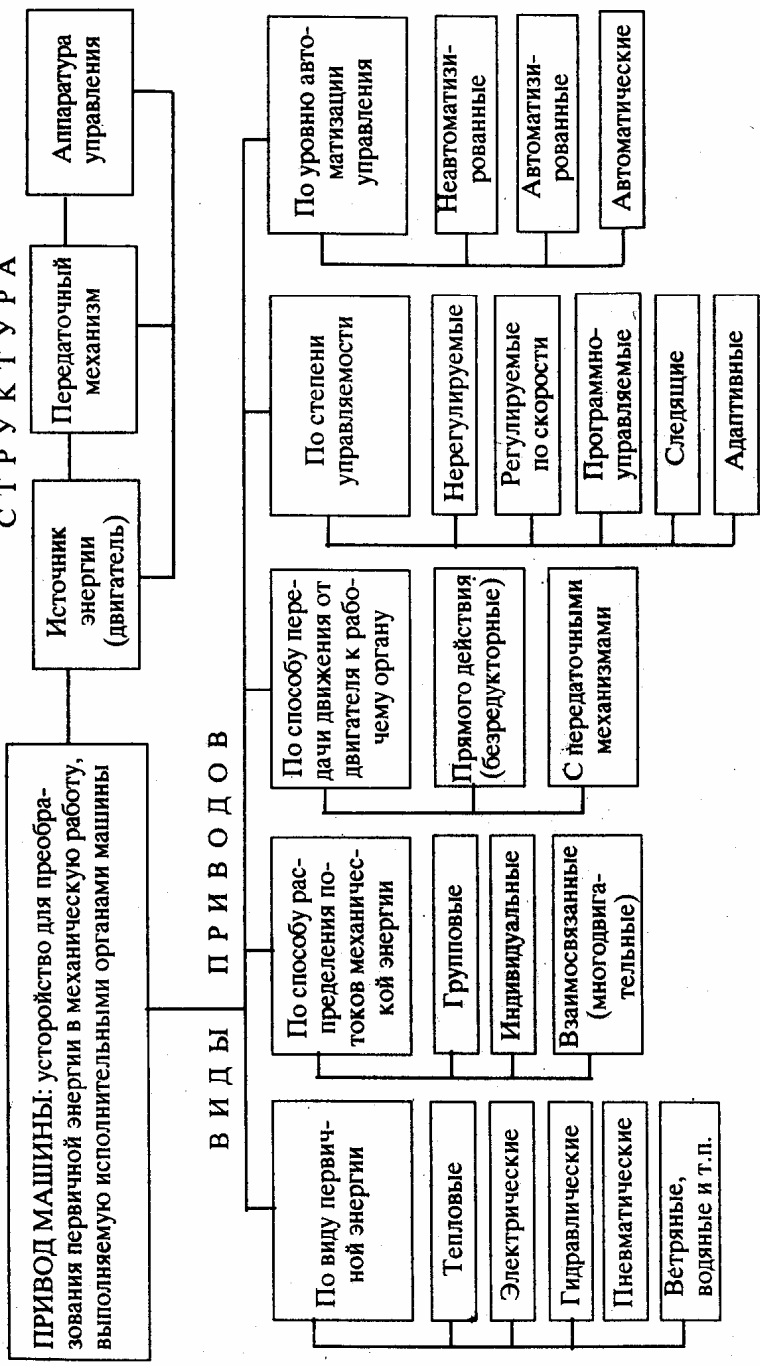 СТРУКТУРА
ПРИВОД МАШИНЫ: усторойство для преобра-
зования первичной энергии в механическую работу,
выполняемую исполнительными органами машины
Источник
энергии
(двигатель)
Передаточный
механизм
Аппаратура
управления
ВИДЫ ПРИВОДОВ
По виду первич-
ной энергии
Тепловые
Электрические
Гидравлические
Пневматические
Ветряные,
водяные и т.п.
По способу рас-
пределения по-
токов механичес-
кой энергии
Групповые
Индивидуальные
Взаимосвязанные
(многодвига-
тельные)
По способу пере-
дачи движения от
двигателя к рабо-
чему органу
Прямого действия
(безредукторные)
С передаточными
механизмами
По степени
управляемости
Нерегулируемые
Регулируемые
по скорости
Программно-
управляемые
Следящие
Адаптивные
По уровню авто-
матизации
управления
Неавтоматизи-
рованные
Автоматизи-
рованные
Автоматические